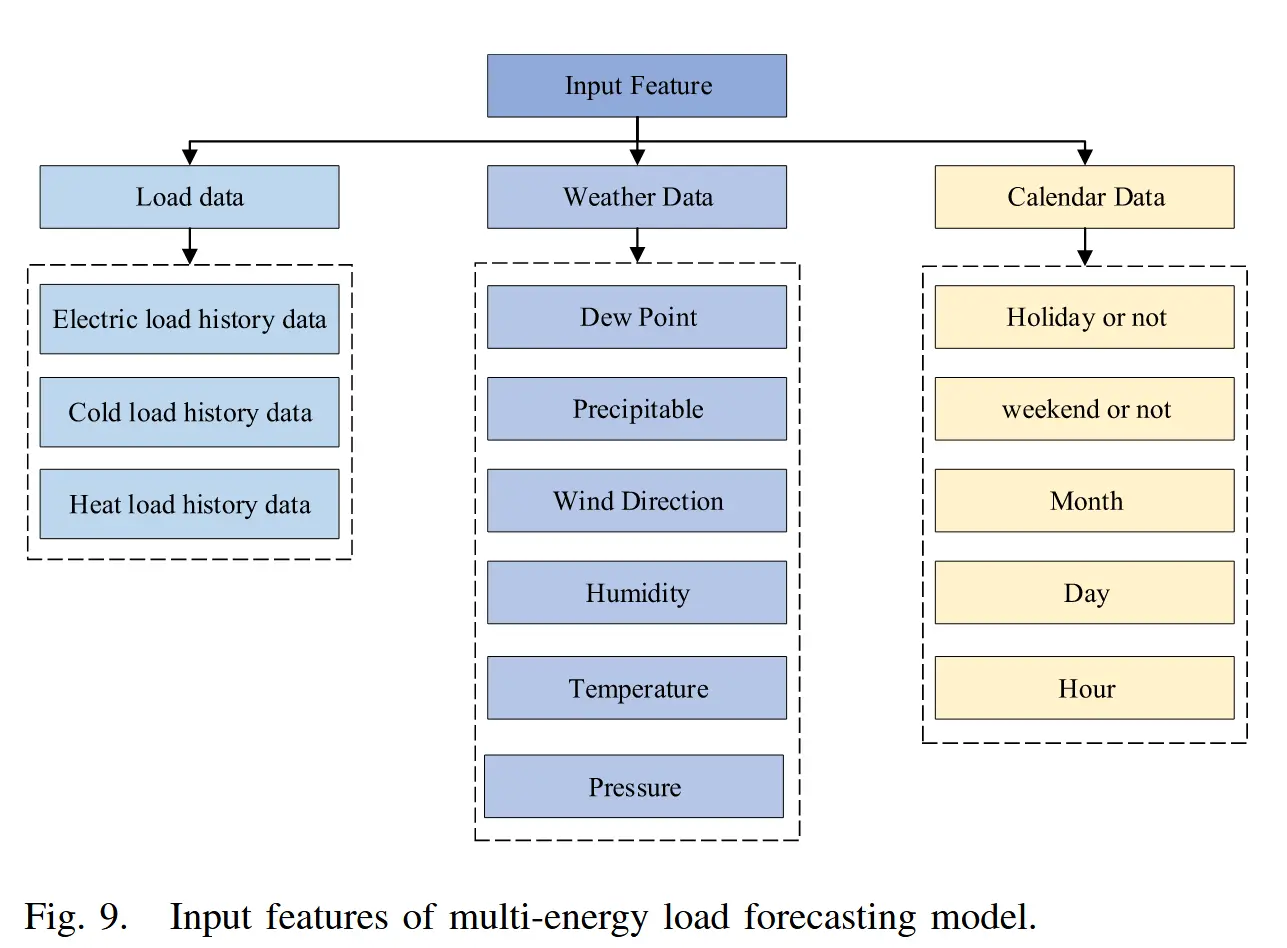 Input Feature
Load data
Weather Data
Calendar Data
Electric load history data
Cold load history data
Heat load history data
Dew Point
Precipitable
Wind Direction
Humidity
Temperature
Pressure
Holiday or not
weekend or not
Month
Day
Hour
Fig. 9. Input features of multi-energy load forecasting model.